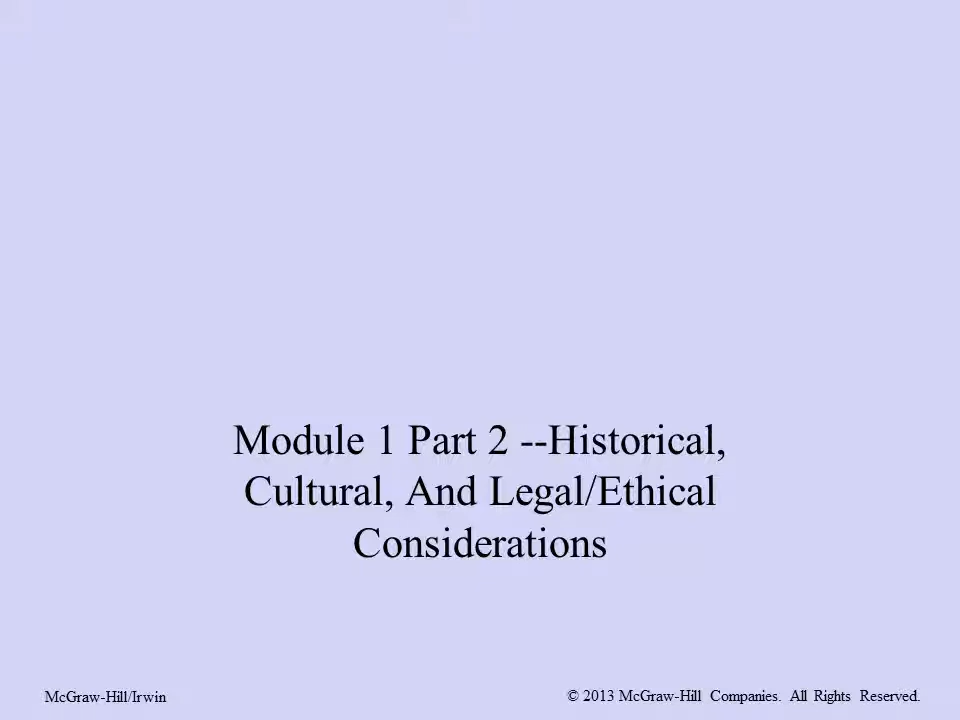 Module 1 Part 2 --Historical,
Cultural, And Legal/Ethical
Considerations
McGraw-Hill/Irwin
© 2013 McGraw-Hill Companies. All Rights Reserved.